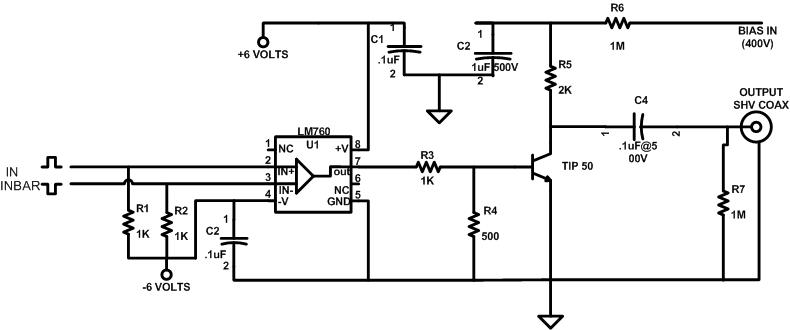 R6
1M
BIAS IN
(400V)
+6 VOLTS
1
C1
.1uF
2
1
C2
1uF 500V
2
R5
2K
OUTPUT
SHV COAX
C4
1
2
.1uF@5
00V
LM760
U1
1
NC
+V
8
IN
INBAR
2
IN+
out
7
3
IN-
NC
6
4
-V
GND
5
R3
1K
TIP 50
R1
1K
R2
1K
1
C2
.1uF
2
R4
500
R7
1M
-6 VOLTS